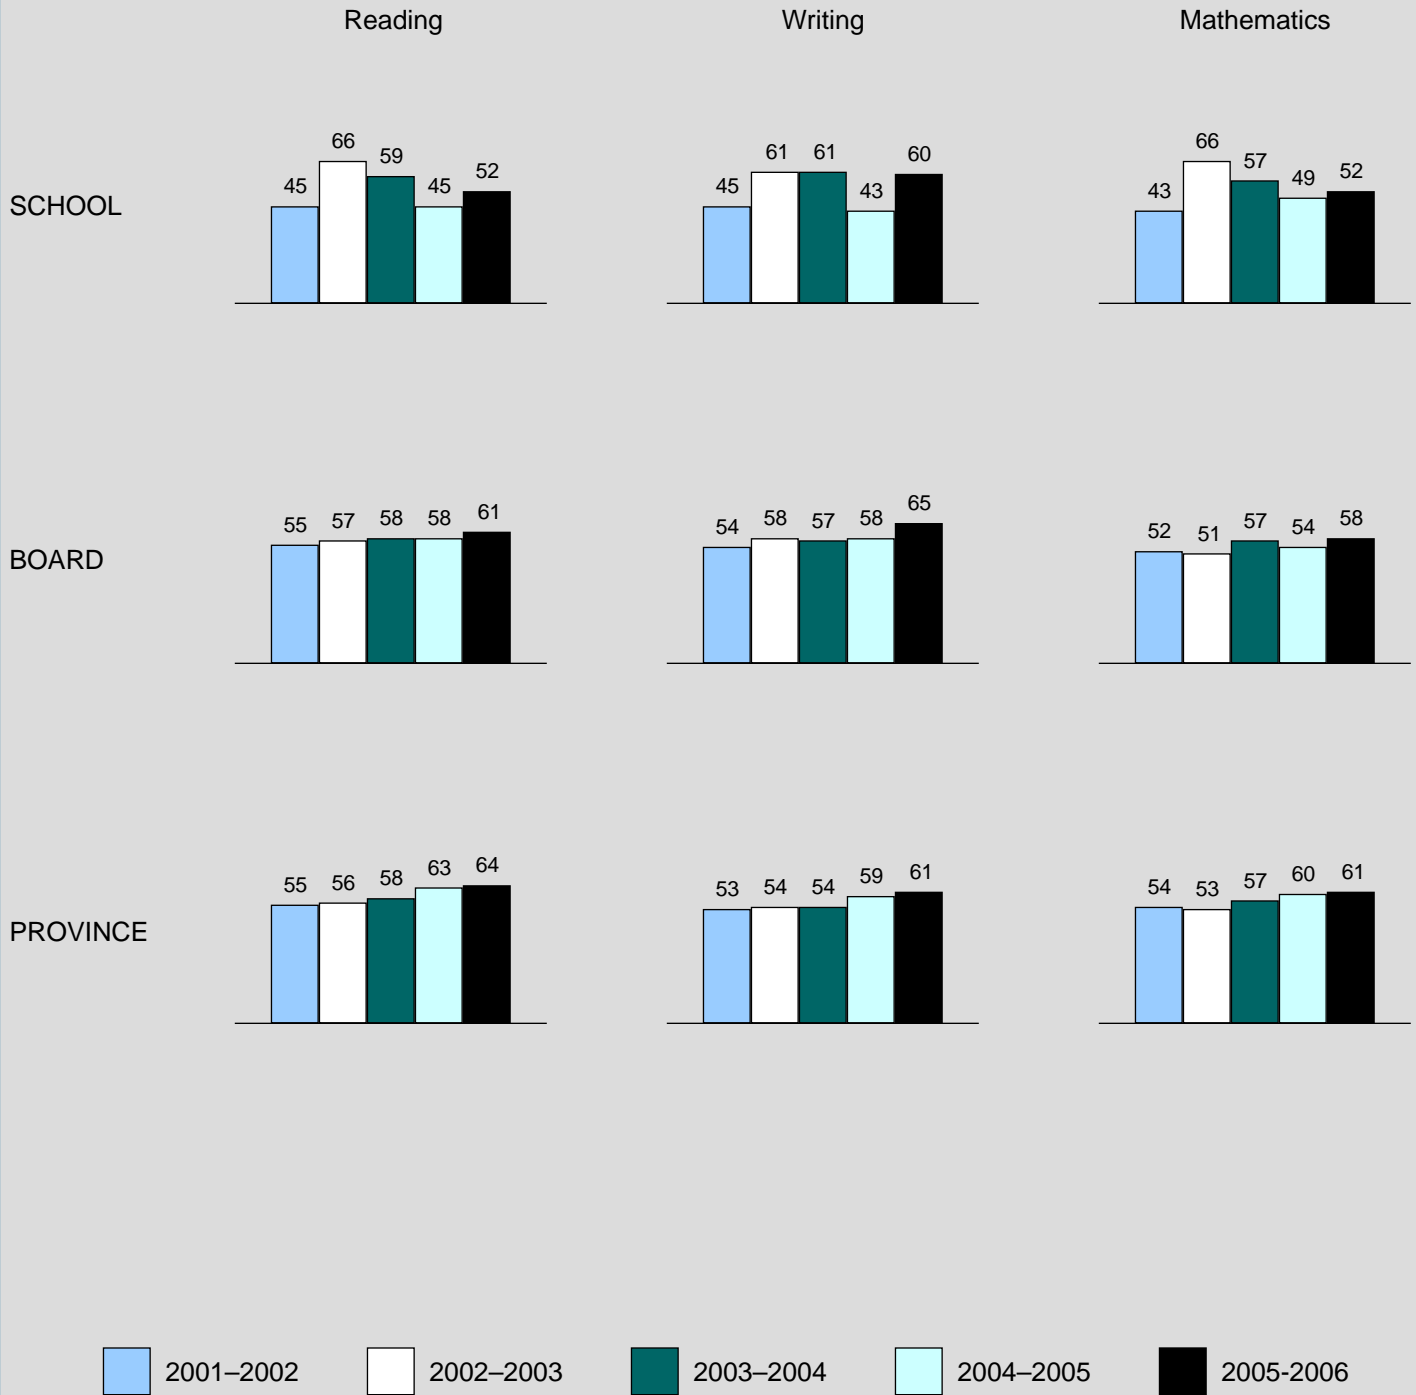 Reading Writing Mathematics
66 61 61 60 66
59 57
45 45 52 45 43 43 49 52
SCHOOL
55 57 58 58 61 54 58 57 58 65 52 51 57 54 58
BOARD
55 56 58 63 64 53 54 54 59 61 54 53 57 60 61
PROVINCE
2001–2002 2002–2003 2003–2004 2004–2005 2005-2006